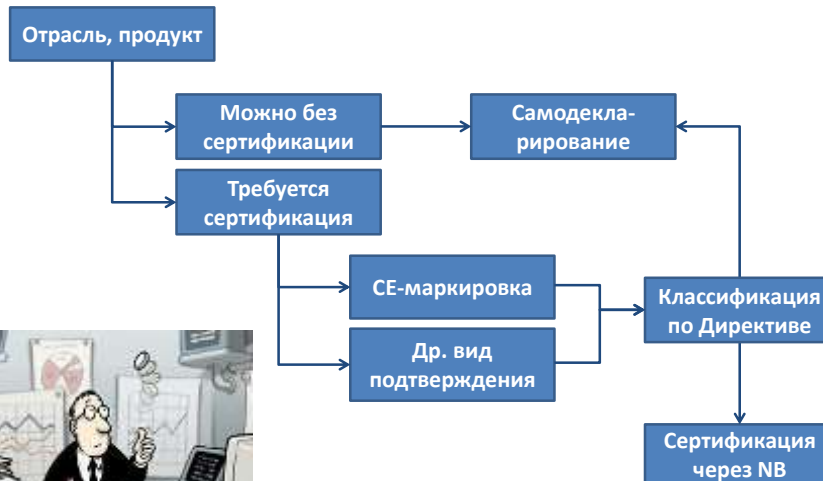 Отрасль, продукт
Можно без
сертификации
Самодекла-
рирование
Требуется
сертификация
СЕ-маркировка
Классификация
по Директиве
Др. вид
подтверждения
Сертификация
через NB